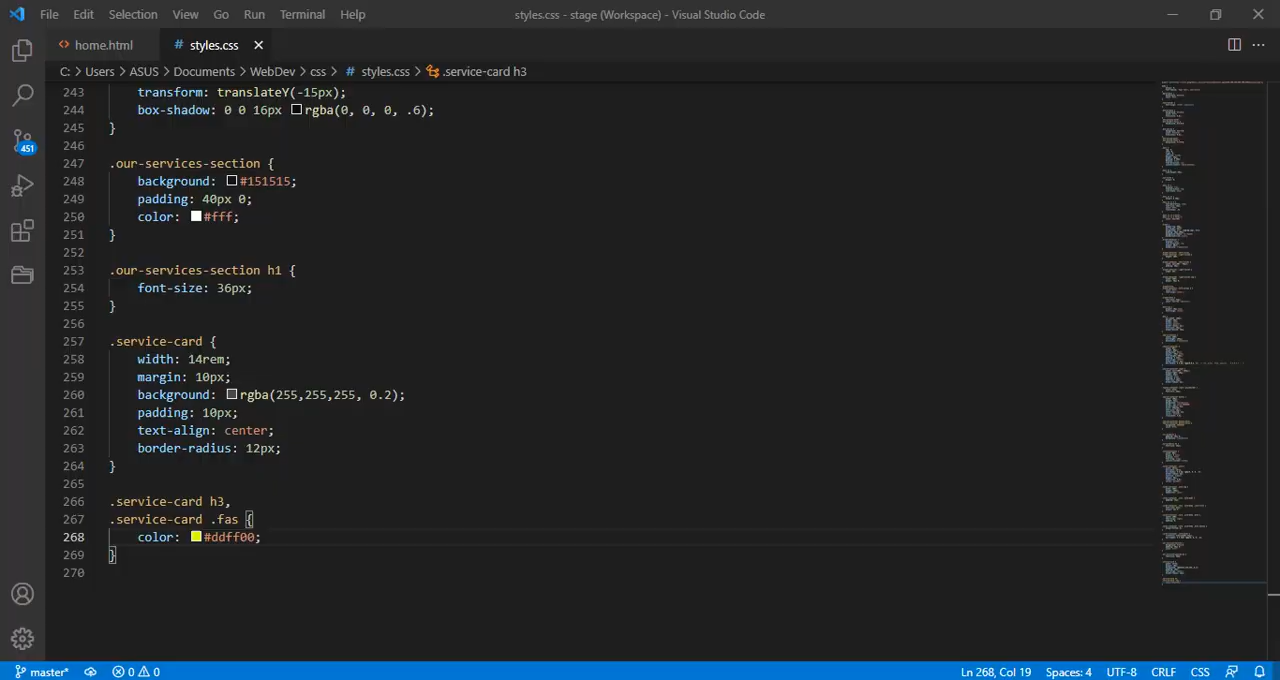 File Edit Selection View Go Run Terminal Help styles.css - stage (Workspace) - Visual Studio Code
home.html # styles.css
C: > Users > ASUS > Documents > WebDev > css > # styles.css > .service-card h3
243 transform: translateY(-15px);
244 box-shadow: 0 0 16px rgba(0, 0, 0, .6);
245 }
246
247 .our-services-section {
248 background: #151515;
249 padding: 40px 0;
250 color: #fff;
251 }
252
253 .our-services-section h1 {
254 font-size: 36px;
255 }
256
257 .service-card {
258 width: 14rem;
259 margin: 10px;
260 background: rgba(255,255,255, 0.2);
261 padding: 10px;
262 text-align: center;
263 border-radius: 12px;
264 }
265
266 .service-card h3,
267 .service-card .fas {
268 color: #ddff00;
269 }
270
451
master* 0 0 Ln 268, Col 19 Spaces: 4 UTF-8 CRLF CSS